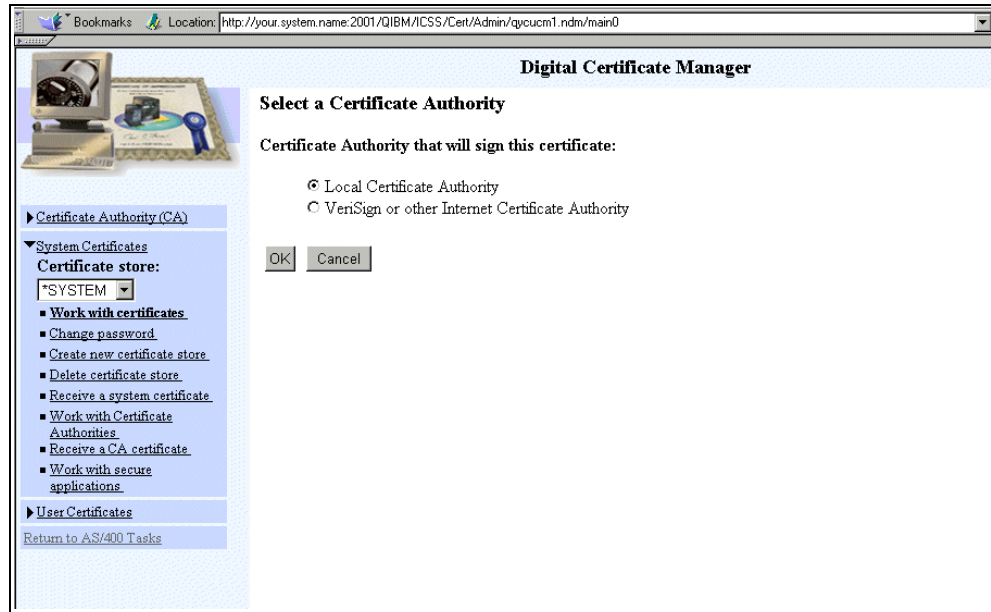 Bookmarks Location: http://your.system.name:2001/QIBM/ICSS/Cert/Admin/qycucm1.ndm/main0
Digital Certificate Manager
Select a Certificate Authority
Certificate Authority that will sign this certificate:
Local Certificate Authority
VeriSign or other Internet Certificate Authority
OK Cancel
Certificate Authority (CA)
System Certificates
Certificate store:
*SYSTEM
Work with certificates
Change password
Create new certificate store
Delete certificate store
Receive a system certificate
Work with Certificate
Authorities
Receive a CA certificate
Work with secure
applications
User Certificates
Return to AS/400 Tasks